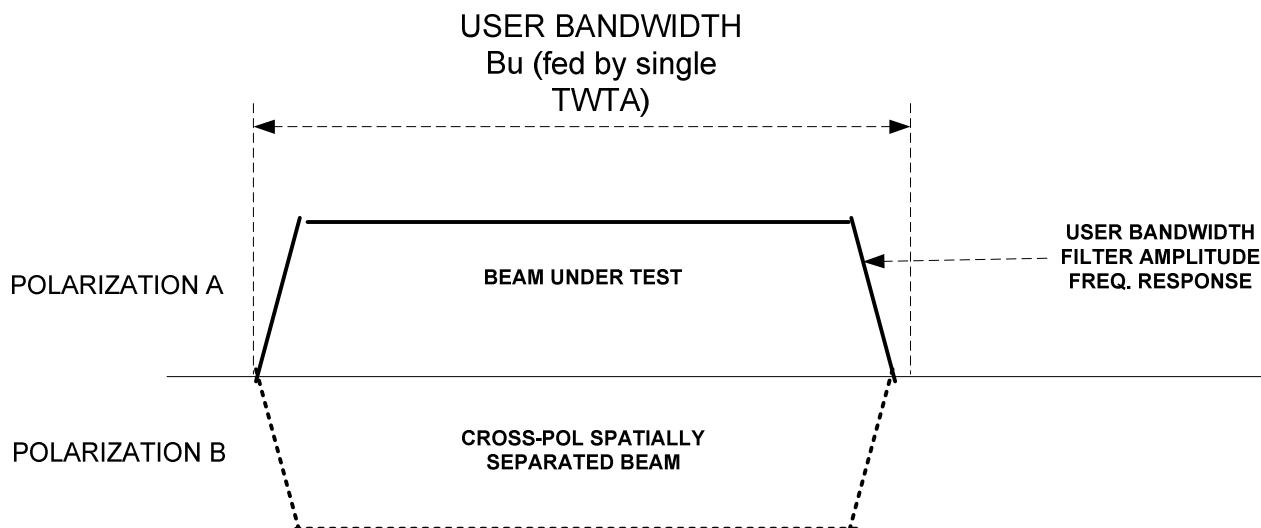 USER BANDWIDTH
Bu (fed by single
TWTA)
USER BANDWIDTH
FILTER AMPLITUDE
FREQ. RESPONSE
POLARIZATION A
BEAM UNDER TEST
POLARIZATION B
CROSS-POL SPATIALLY
SEPARATED BEAM